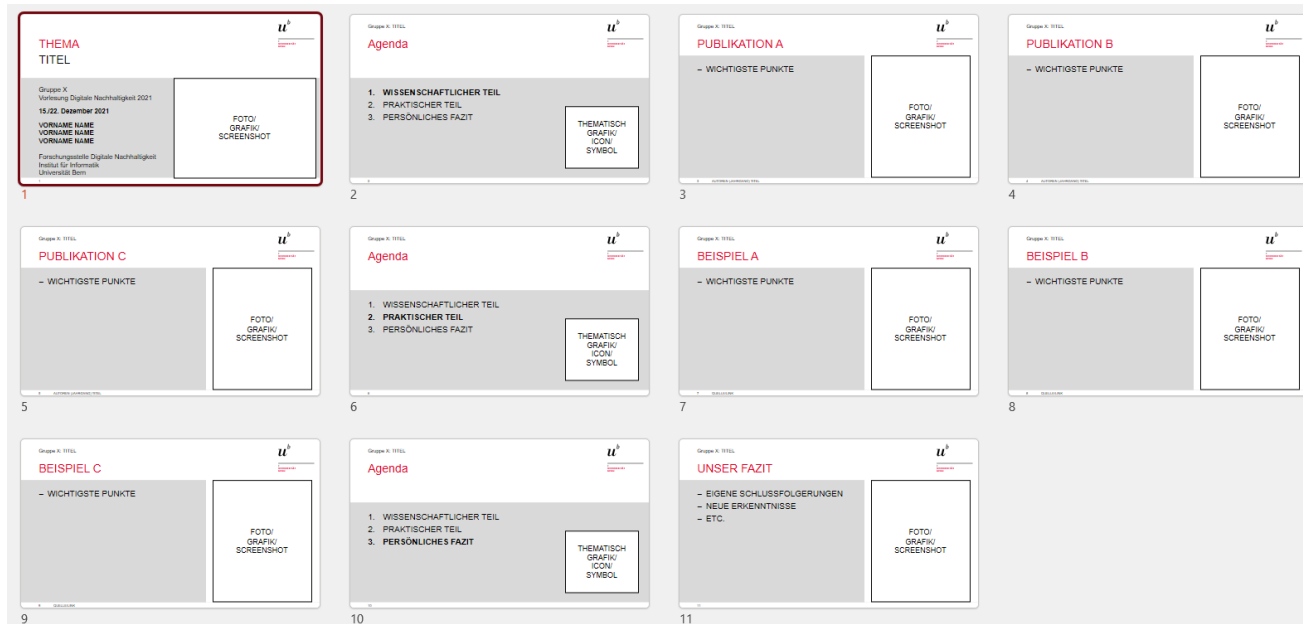 THEMA
TITEL
Gruppe X
Vorlesung Digitale Nachhaltigkeit 2021
15./22. Dezember 2021
VORNAME NAME
VORNAME NAME
VORNAME NAME
Forschungsstelle Digitale Nachhaltigkeit
Institut für Informatik
Universität Bern
FOTO/
GRAFIK/
SCREENSHOT
u^b
1
Gruppe X: TITEL
Agenda
1. WISSENSCHAFTLICHER TEIL
2. PRAKTISCHER TEIL
3. PERSÖNLICHES FAZIT
THEMATISCH
GRAFIK/
ICON/
SYMBOL
u^b
2
Gruppe X: TITEL
PUBLIKATION A
– WICHTIGSTE PUNKTE
FOTO/
GRAFIK/
SCREENSHOT
u^b
3
Gruppe X: TITEL
PUBLIKATION B
– WICHTIGSTE PUNKTE
FOTO/
GRAFIK/
SCREENSHOT
u^b
4
Gruppe X: TITEL
PUBLIKATION C
– WICHTIGSTE PUNKTE
FOTO/
GRAFIK/
SCREENSHOT
u^b
5
Gruppe X: TITEL
Agenda
1. WISSENSCHAFTLICHER TEIL
2. PRAKTISCHER TEIL
3. PERSÖNLICHES FAZIT
THEMATISCH
GRAFIK/
ICON/
SYMBOL
u^b
6
Gruppe X: TITEL
BEISPIEL A
– WICHTIGSTE PUNKTE
FOTO/
GRAFIK/
SCREENSHOT
u^b
7
Gruppe X: TITEL
BEISPIEL B
– WICHTIGSTE PUNKTE
FOTO/
GRAFIK/
SCREENSHOT
u^b
8
Gruppe X: TITEL
BEISPIEL C
– WICHTIGSTE PUNKTE
FOTO/
GRAFIK/
SCREENSHOT
u^b
9
Gruppe X: TITEL
Agenda
1. WISSENSCHAFTLICHER TEIL
2. PRAKTISCHER TEIL
3. PERSÖNLICHES FAZIT
THEMATISCH
GRAFIK/
ICON/
SYMBOL
u^b
10
Gruppe X: TITEL
UNSER FAZIT
– EIGENE SCHLUSSFOLGERUNGEN
– NEUE ERKENNTNISSE
– ETC.
FOTO/
GRAFIK/
SCREENSHOT
u^b
11